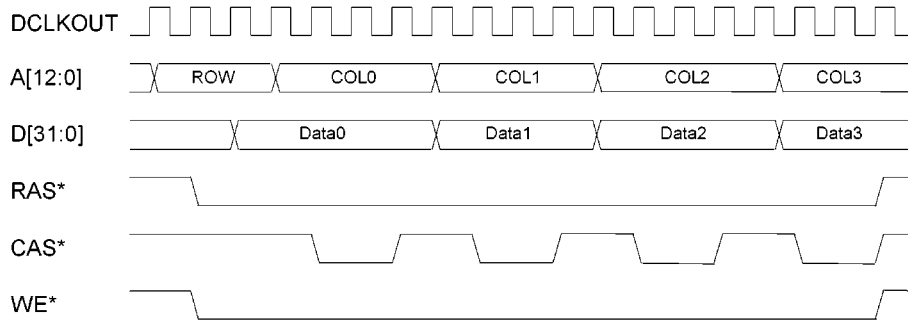 DCLKOUT
A[12:0] ROW COL0 COL1 COL2 COL3
D[31:0] Data0 Data1 Data2 Data3
RAS*
CAS*
WE*